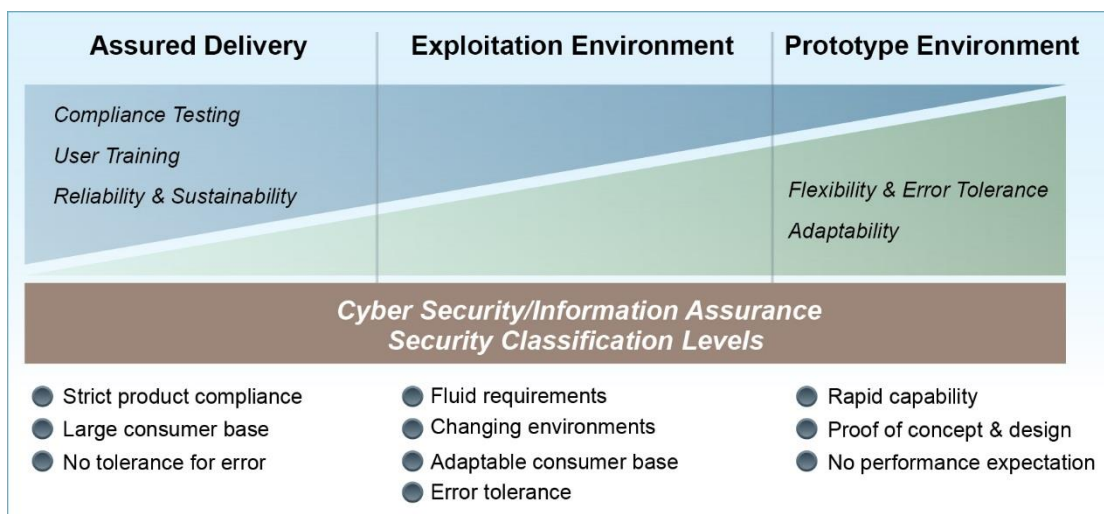 Assured Delivery
Exploitation Environment
Prototype Environment
Compliance Testing
User Training
Reliability & Sustainability
Flexibility & Error Tolerance
Adaptability
Cyber Security/Information Assurance
Security Classification Levels
Strict product compliance
Large consumer base
No tolerance for error
Fluid requirements
Changing environments
Adaptable consumer base
Error tolerance
Rapid capability
Proof of concept & design
No performance expectation